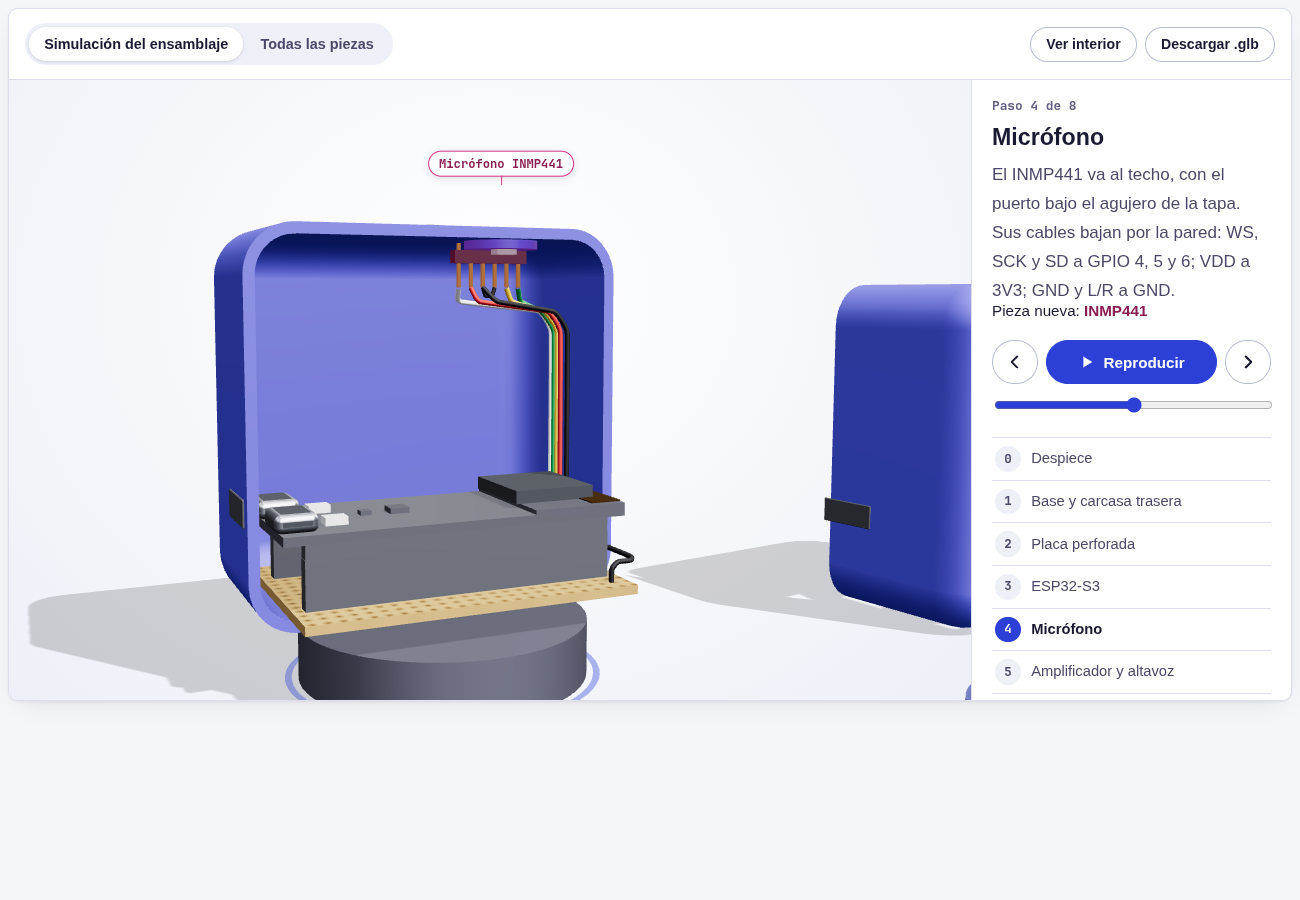 Simulación del ensamblaje
Todas las piezas
Ver interior
Descargar .glb
Micrófono INMP441
Paso 4 de 8
Micrófono
El INMP441 va al techo, con el
puerto bajo el agujero de la tapa.
Sus cables bajan por la pared: WS,
SCK y SD a GPIO 4, 5 y 6; VDD a
3V3; GND y L/R a GND.
Pieza nueva: INMP441
Reproducir
0 Despiece
1 Base y carcasa trasera
2 Placa perforada
3 ESP32-S3
4 Micrófono
5 Amplificador y altavoz